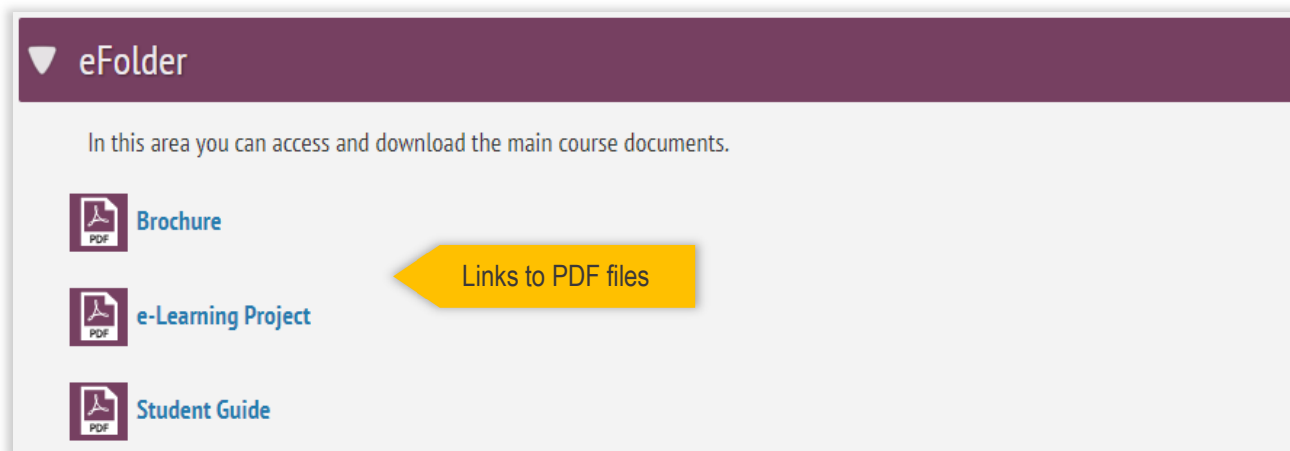 eFolder
In this area you can access and download the main course documents.
PDF
Brochure
Links to PDF files
PDF
e-Learning Project
PDF
Student Guide